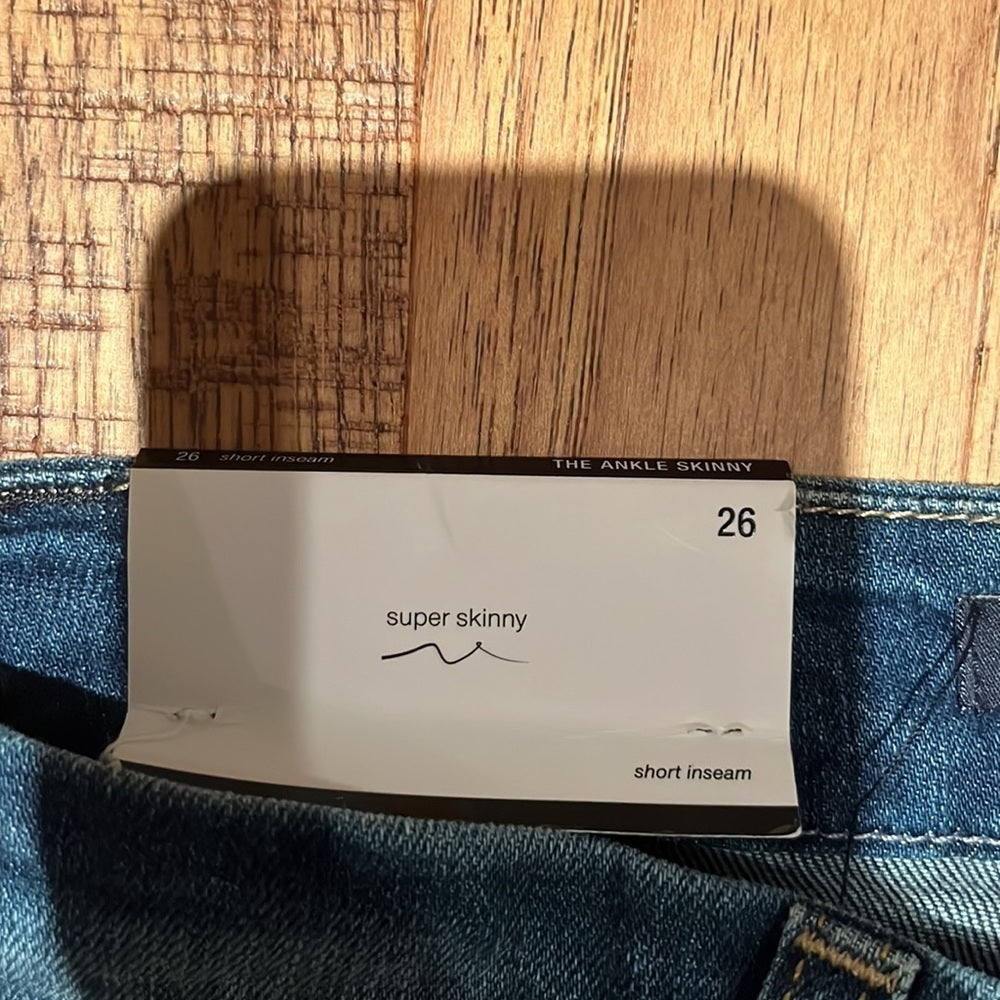 26 short inseam THE ANKLE SKINNY
26
super skinny
short inseam